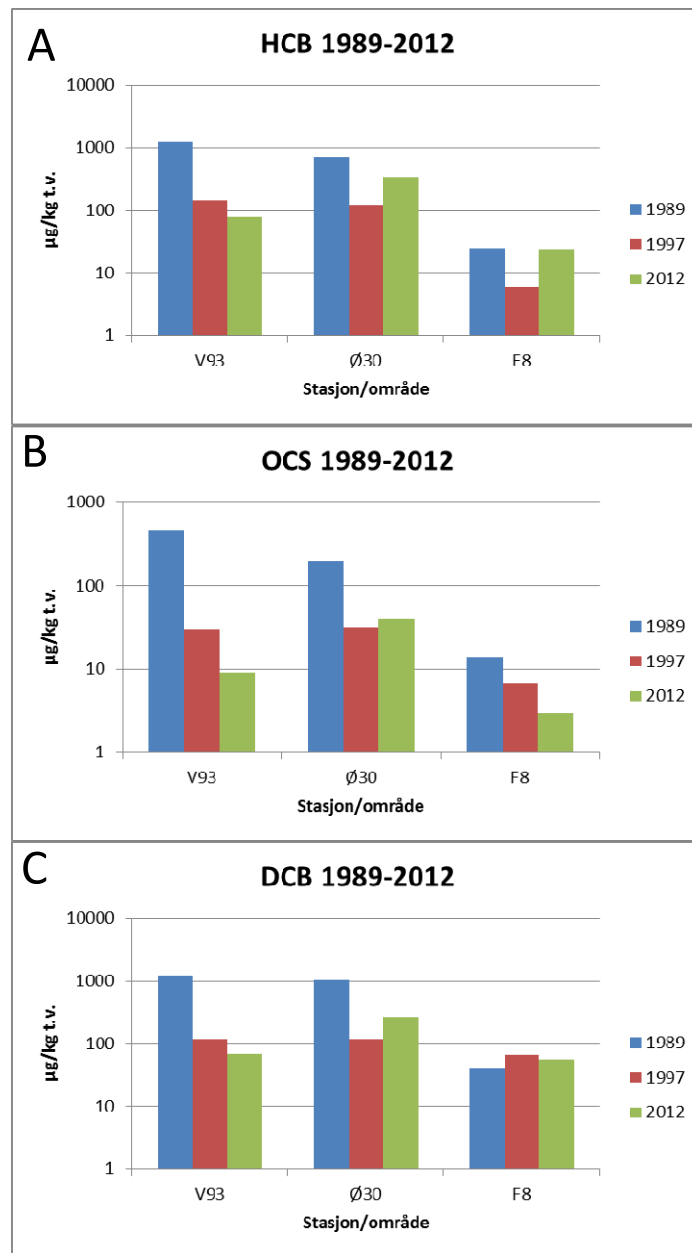 A
HCB 1989-2012
µg/kg t.v.
10000
1000
100
10
1
V93 Ø30 F8
Stasjon/område
1989
1997
2012
B
OCS 1989-2012
µg/kg t.v.
1000
100
10
1
V93 Ø30 F8
Stasjon/område
1989
1997
2012
C
DCB 1989-2012
µg/kg t.v.
10000
1000
100
10
1
V93 Ø30 F8
Stasjon/område
1989
1997
2012